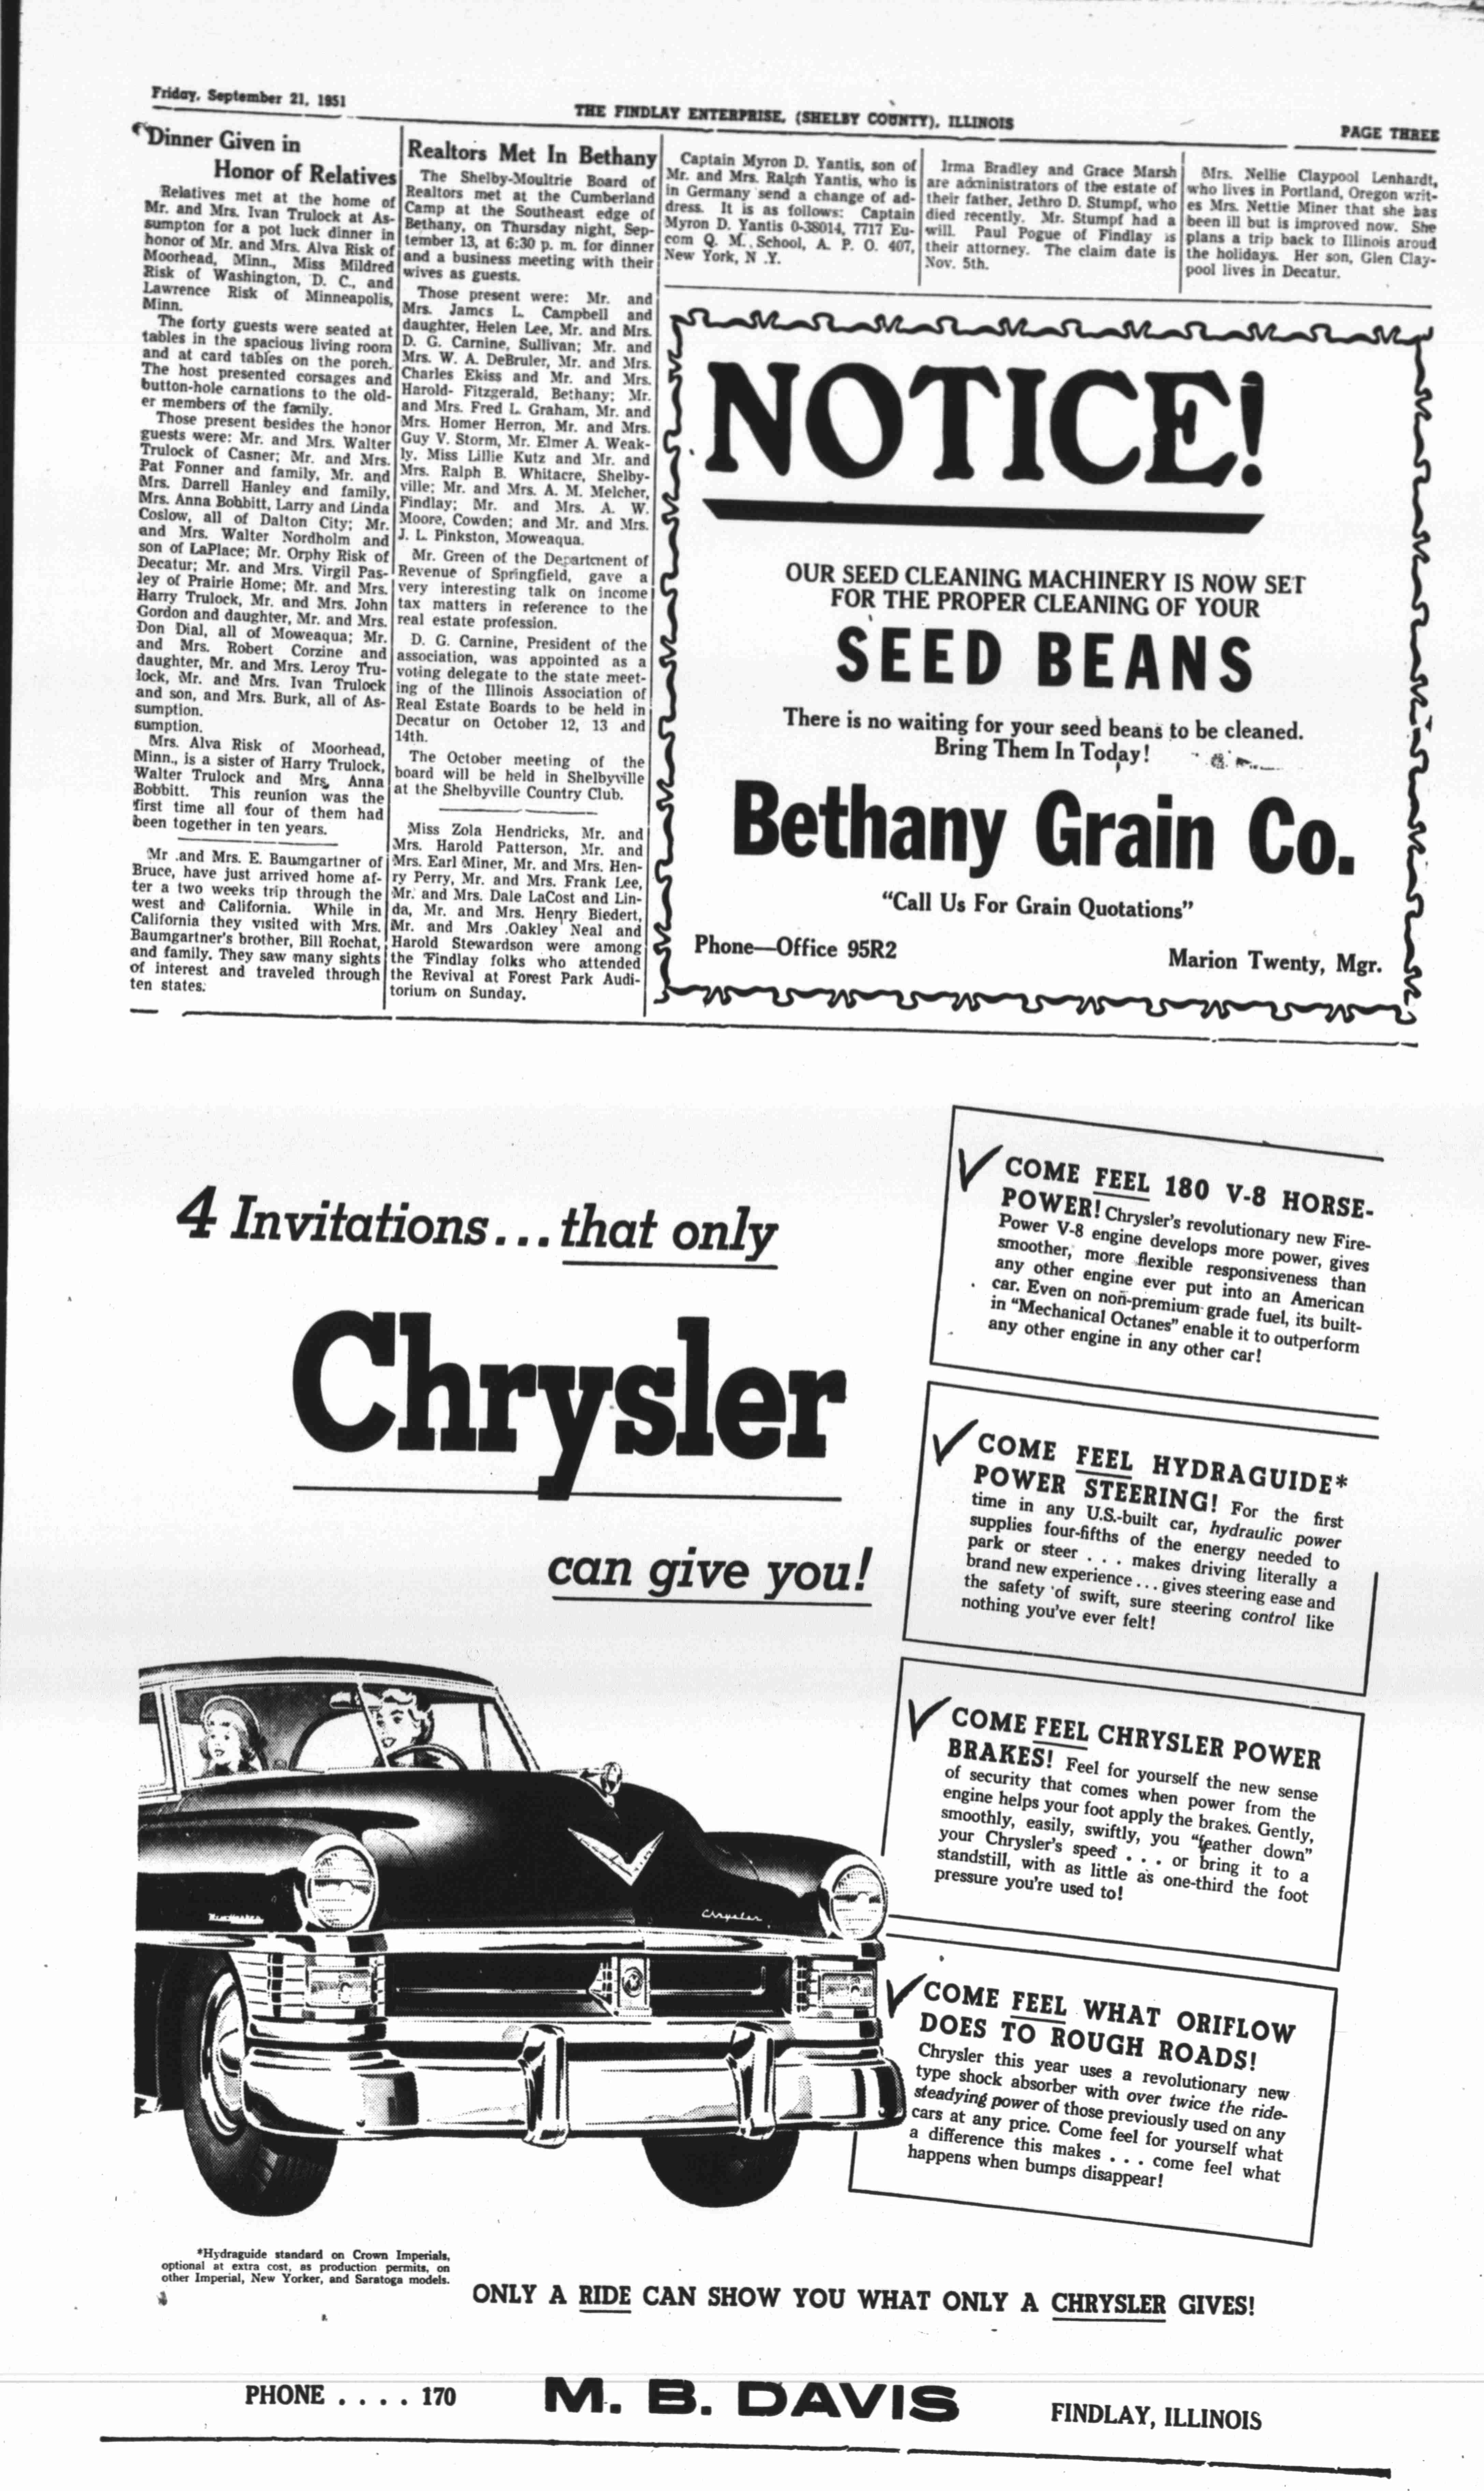 Friday, September 21, 1951
THE FINDLAY ENTERPRISE, (SHELBY COUNTY), ILLINOIS
PAGE THREE
Dinner Given in
Honor of Relatives
Relatives met at the home of
Mr. and Mrs. Ivan Trulock at As-
sumption for a pot luck dinner in
honor of Mr. and Mrs. Alva Risk of
Moorhead, Minn., Miss Mildred
Risk of Washington, D. C., and
Lawrence Risk of Minneapolis,
Minn.
The forty guests were seated at
tables in the spacious living room
and at card tables on the porch.
The host presented corsages and
button-hole carnations to the old-
er members of the family.
Those present besides the honor
guests were: Mr. and Mrs. Walter
Trulock of Casner; Mr. and Mrs.
Pat Fonner and family, Mr. and
Mrs. Darrell Hanley and family,
Mrs. Anna Bobbitt, Larry and Linda
Coslow, all of Dalton City; Mr.
and Mrs. Walter Nordholm and
son of LaPlace; Mr. Orphy Risk of
Decatur; Mr. and Mrs. Virgil Pas-
ley of Prairie Home; Mr. and Mrs.
Harry Trulock, Mr. and Mrs. John
Gordon and daughter, Mr. and Mrs.
Don Dial, all of Moweaqua; Mr.
and Mrs. Robert Corzine and
daughter, Mr. and Mrs. Leroy Tru-
lock, Mr. and Mrs. Ivan Trulock
and son, and Mrs. Burk, all of As-
sumption.
sumption.
Mrs. Alva Risk of Moorhead,
Minn., is a sister of Harry Trulock,
Walter Trulock and Mrs. Anna
Bobbitt. This reunion was the
first time all four of them had
been together in ten years.
Mr .and Mrs. E. Baumgartner of
Bruce, have just arrived home af-
ter a two weeks trip through the
west and California. While in
California they visited with Mrs.
Baumgartner's brother, Bill Rochat,
and family. They saw many sights
of interest and traveled through
ten states.
Realtors Met In Bethany
The Shelby-Moultrie Board of
Realtors met at the Cumberland
Camp at the Southeast edge of
Bethany, on Thursday night, Sep-
tember 13, at 6:30 p. m. for dinner
and a business meeting with their
wives as guests.
Those present were: Mr. and
Mrs. James L. Campbell and
daughter, Helen Lee, Mr. and Mrs.
D. G. Carnine, Sullivan; Mr. and
Mrs. W. A. DeBruler, Mr. and Mrs.
Charles Ekiss and Mr. and Mrs.
Harold- Fitzgerald, Bethany; Mr.
and Mrs. Fred L. Graham, Mr. and
Mrs. Homer Herron, Mr. and Mrs.
Guy V. Storm, Mr. Elmer A. Weak-
ly, Miss Lillie Kutz and Mr. and
Mrs. Ralph B. Whitacre, Shelby-
ville; Mr. and Mrs. A. M. Melcher,
Findlay; Mr. and Mrs. A. W.
Moore, Cowden; and Mr. and Mrs.
J. L. Pinkston, Moweaqua.
Mr. Green of the Department of
Revenue of Springfield, gave a
very interesting talk on income
tax matters in reference to the
real estate profession.
D. G. Carnine, President of the
association, was appointed as a
voting delegate to the state meet-
ing of the Illinois Association of
Real Estate Boards to be held in
Decatur on October 12, 13 and
14th.
The October meeting of the
board will be held in Shelbyville
at the Shelbyville Country Club.
Miss Zola Hendricks, Mr. and
Mrs. Harold Patterson, Mr. and
Mrs. Earl Miner, Mr. and Mrs. Hen-
ry Perry, Mr. and Mrs. Frank Lee,
Mr. and Mrs. Dale LaCost and Lin-
da, Mr. and Mrs. Henry Biedert,
Mr. and Mrs .Oakley Neal and
Harold Stewardson were among
the Findlay folks who attended
the Revival at Forest Park Audi-
torium on Sunday.
Captain Myron D. Yantis, son of
Mr. and Mrs. Ralph Yantis, who is
in Germany send a change of ad-
dress. It is as follows: Captain
Myron D. Yantis 0-38014, 7717 Eu-
com Q. M. School, A. P. O. 407,
New York, N .Y.
Irma Bradley and Grace Marsh
are administrators of the estate of
their father, Jethro D. Stumpf, who
died recently. Mr. Stumpf had a
will. Paul Pogue of Findlay is
their attorney. The claim date is
Nov. 5th.
Mrs. Nellie Claypool Lenhardt,
who lives in Portland, Oregon writ-
es Mrs. Nettie Miner that she has
been ill but is improved now. She
plans a trip back to Illinois aroud
the holidays. Her son, Glen Clay-
pool lives in Decatur.
NOTICE!
OUR SEED CLEANING MACHINERY IS NOW SET
FOR THE PROPER CLEANING OF YOUR
SEED BEANS
There is no waiting for your seed beans to be cleaned.
Bring Them In Today!
Bethany Grain Co.
"Call Us For Grain Quotations"
Phone—Office 95R2
Marion Twenty, Mgr.
4 Invitations...that only
Chrysler
can give you!
COME FEEL 180 V-8 HORSE-
POWER! Chrysler's revolutionary new Fire-
Power V-8 engine develops more power, gives
smoother, more flexible responsiveness than
any other engine ever put into an American
car. Even on non-premium grade fuel, its built-
in "Mechanical Octanes" enable it to outperform
any other engine in any other car!
COME FEEL HYDRAGUIDE*
POWER STEERING! For the first
time in any U.S.-built car, hydraulic power
supplies four-fifths of the energy needed to
park or steer . . . makes driving literally a
brand new experience . . . gives steering ease and
the safety of swift, sure steering control like
nothing you've ever felt!
COME FEEL CHRYSLER POWER
BRAKES! Feel for yourself the new sense
of security that comes when power from the
engine helps your foot apply the brakes. Gently,
smoothly, easily, swiftly, you "feather down"
your Chrysler's speed . . . or bring it to a
standstill, with as little as one-third the foot
pressure you're used to!
COME FEEL WHAT ORIFLOW
DOES TO ROUGH ROADS!
Chrysler this year uses a revolutionary new
type shock absorber with over twice the ride-
steadying power of those previously used on any
cars at any price. Come feel for yourself what
a difference this makes . . . come feel what
happens when bumps disappear!
Chrysler
*Hydraguide standard on Crown Imperials,
optional at extra cost, as production permits, on
other Imperial, New Yorker, and Saratoga models.
ONLY A RIDE CAN SHOW YOU WHAT ONLY A CHRYSLER GIVES!
PHONE . . . . 170
M. B. DAVIS
FINDLAY, ILLINOIS